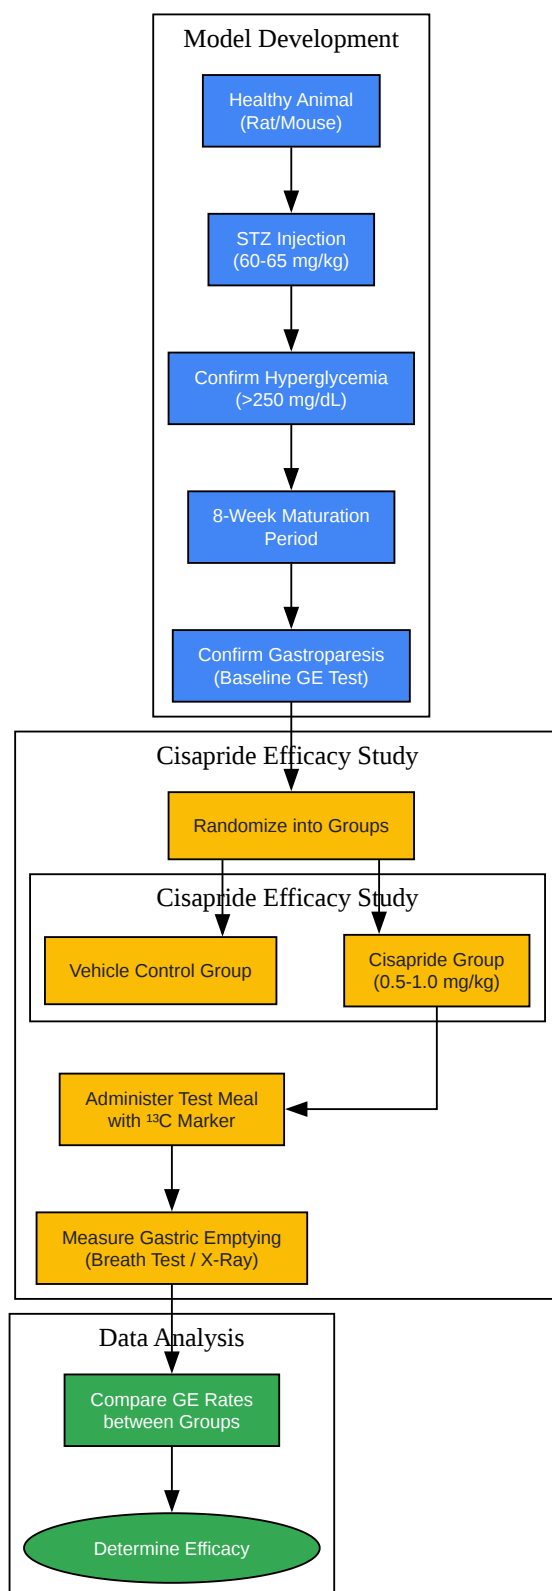 Model Development
Healthy Animal
(Rat/Mouse)
STZ Injection
(60-65 mg/kg)
Confirm Hyperglycemia
(>250 mg/dL)
8-Week Maturation
Period
Confirm Gastroparesis
(Baseline GE Test)
Cisapride Efficacy Study
Randomize into Groups
Cisapride Efficacy Study
Vehicle Control Group
Cisapride Group
(0.5-1.0 mg/kg)
Administer Test Meal
with ¹³C Marker
Measure Gastric Emptying
(Breath Test / X-Ray)
Data Analysis
Compare GE Rates
between Groups
Determine Efficacy